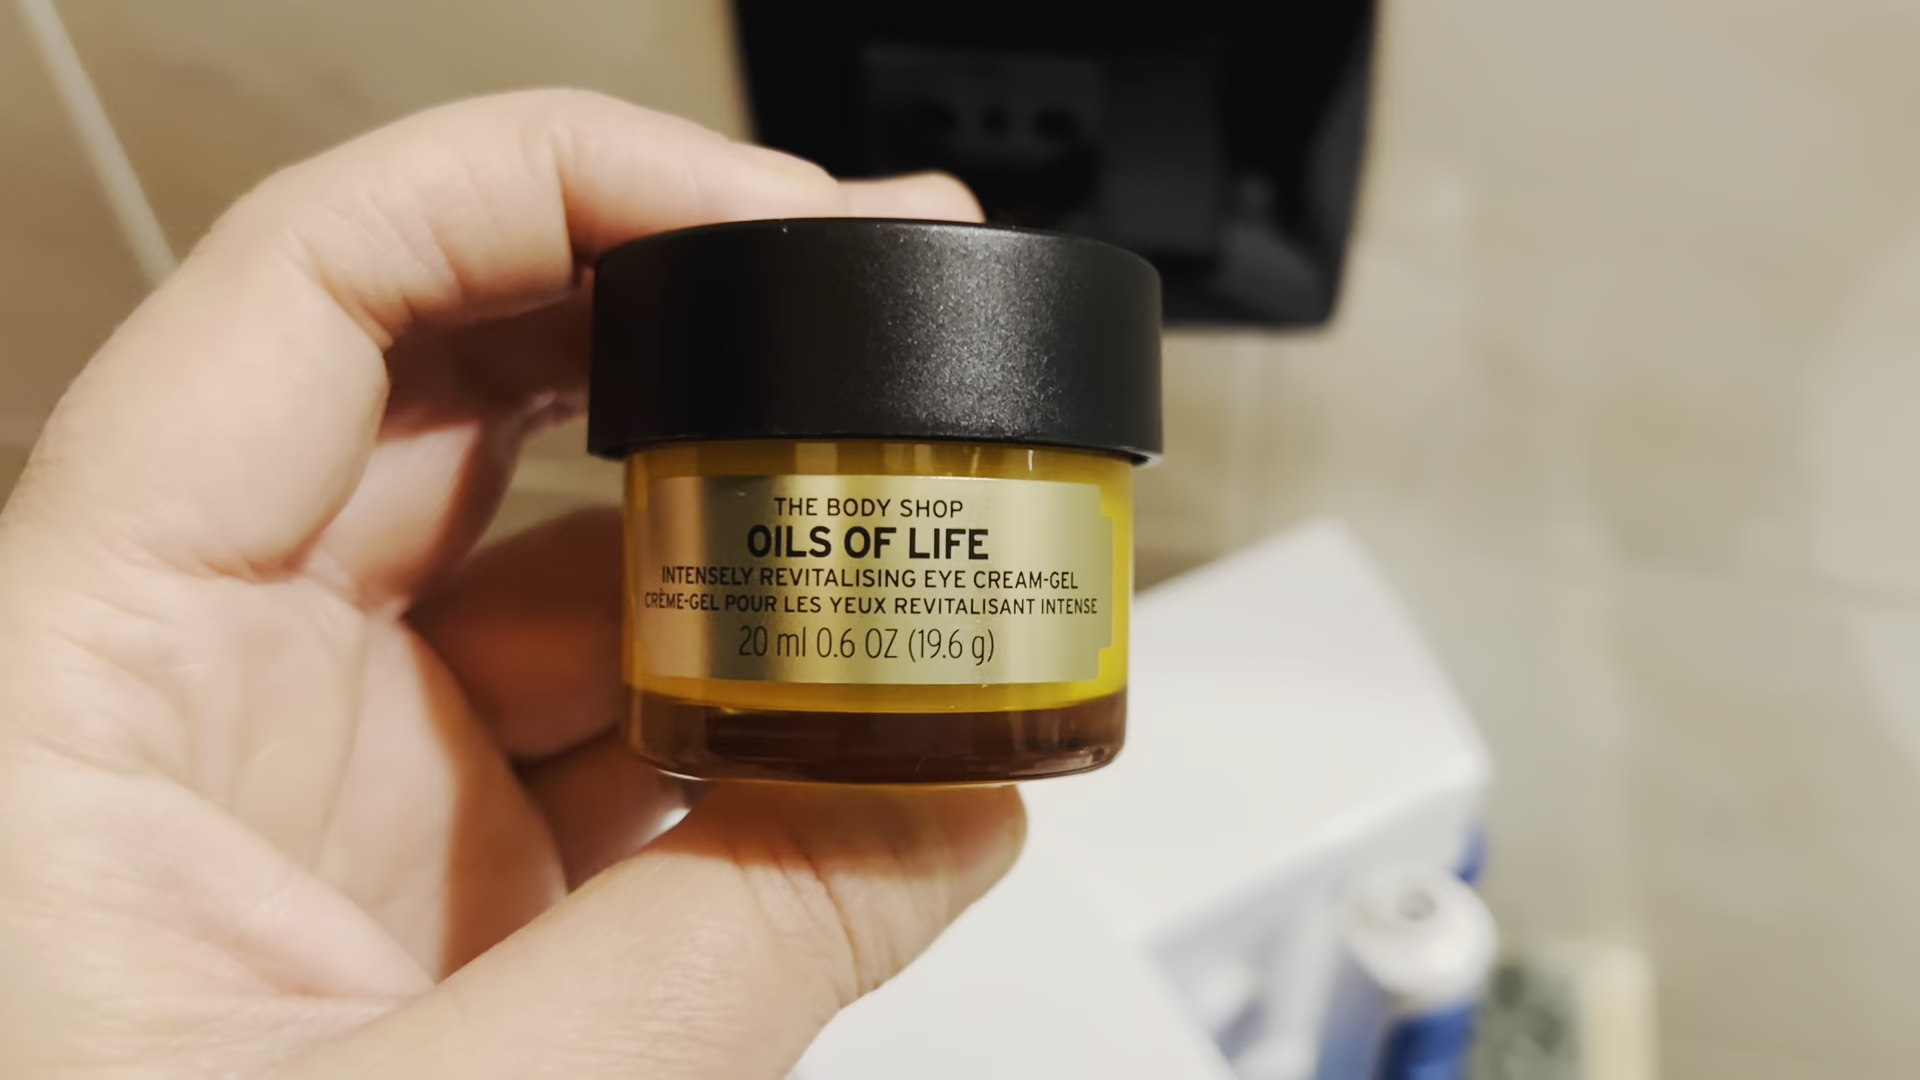 THE BODY SHOP
OILS OF LIFE
INTENSELY REVITALISING EYE CREAM-GEL
CRÈME-GEL POUR LES YEUX REVITALISANT INTENSE
20 ml 0.6 OZ (19.6 g)